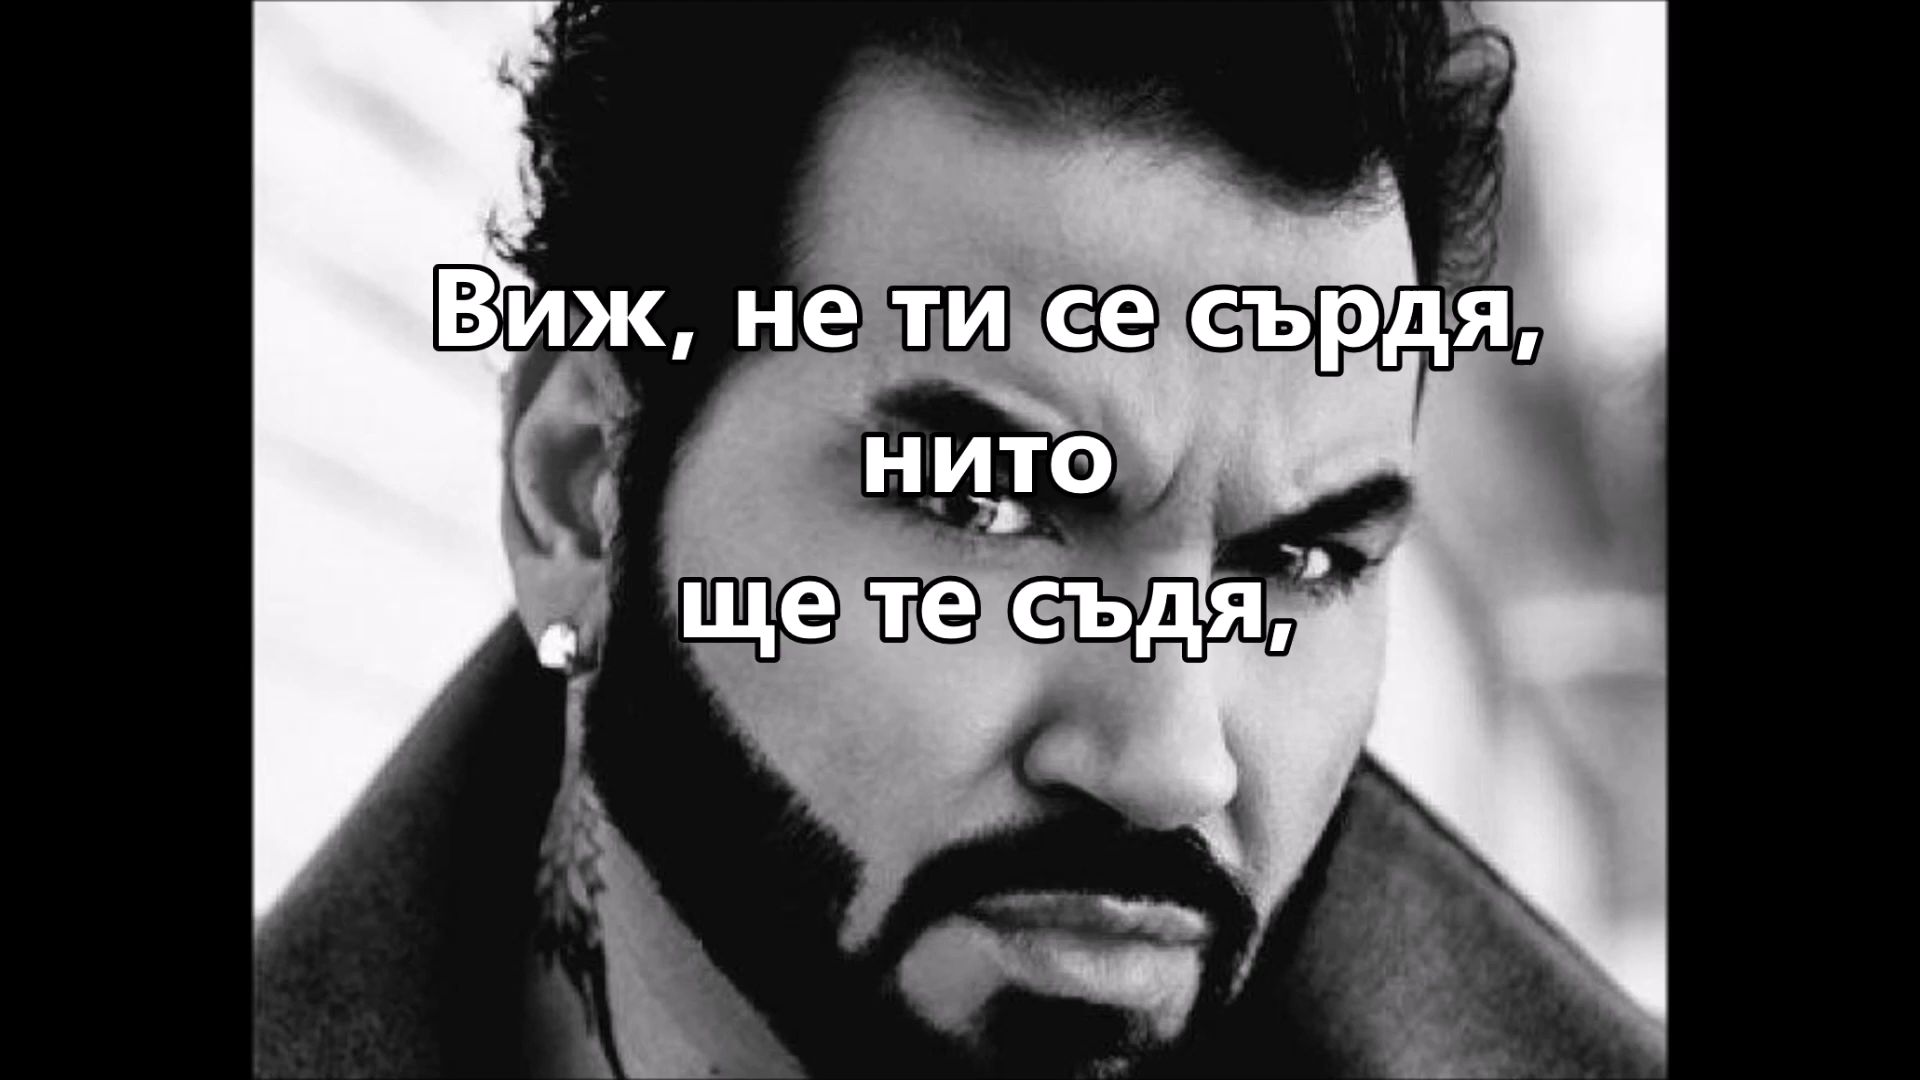 Виж, не ти се сърдя,
нито
ще те съдя,